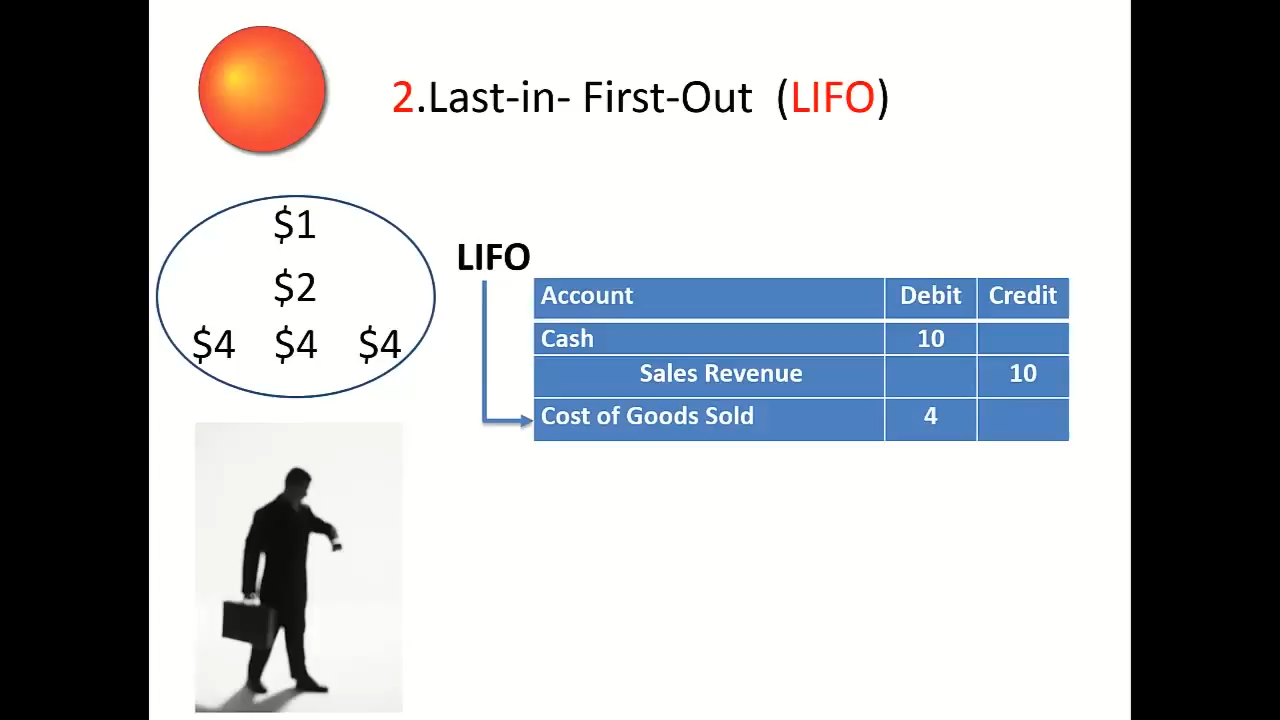 2.Last-in- First-Out (LIFO)
$1
$2
$4 $4 $4
LIFO
Account Debit Credit
Cash 10
Sales Revenue 10
Cost of Goods Sold 4